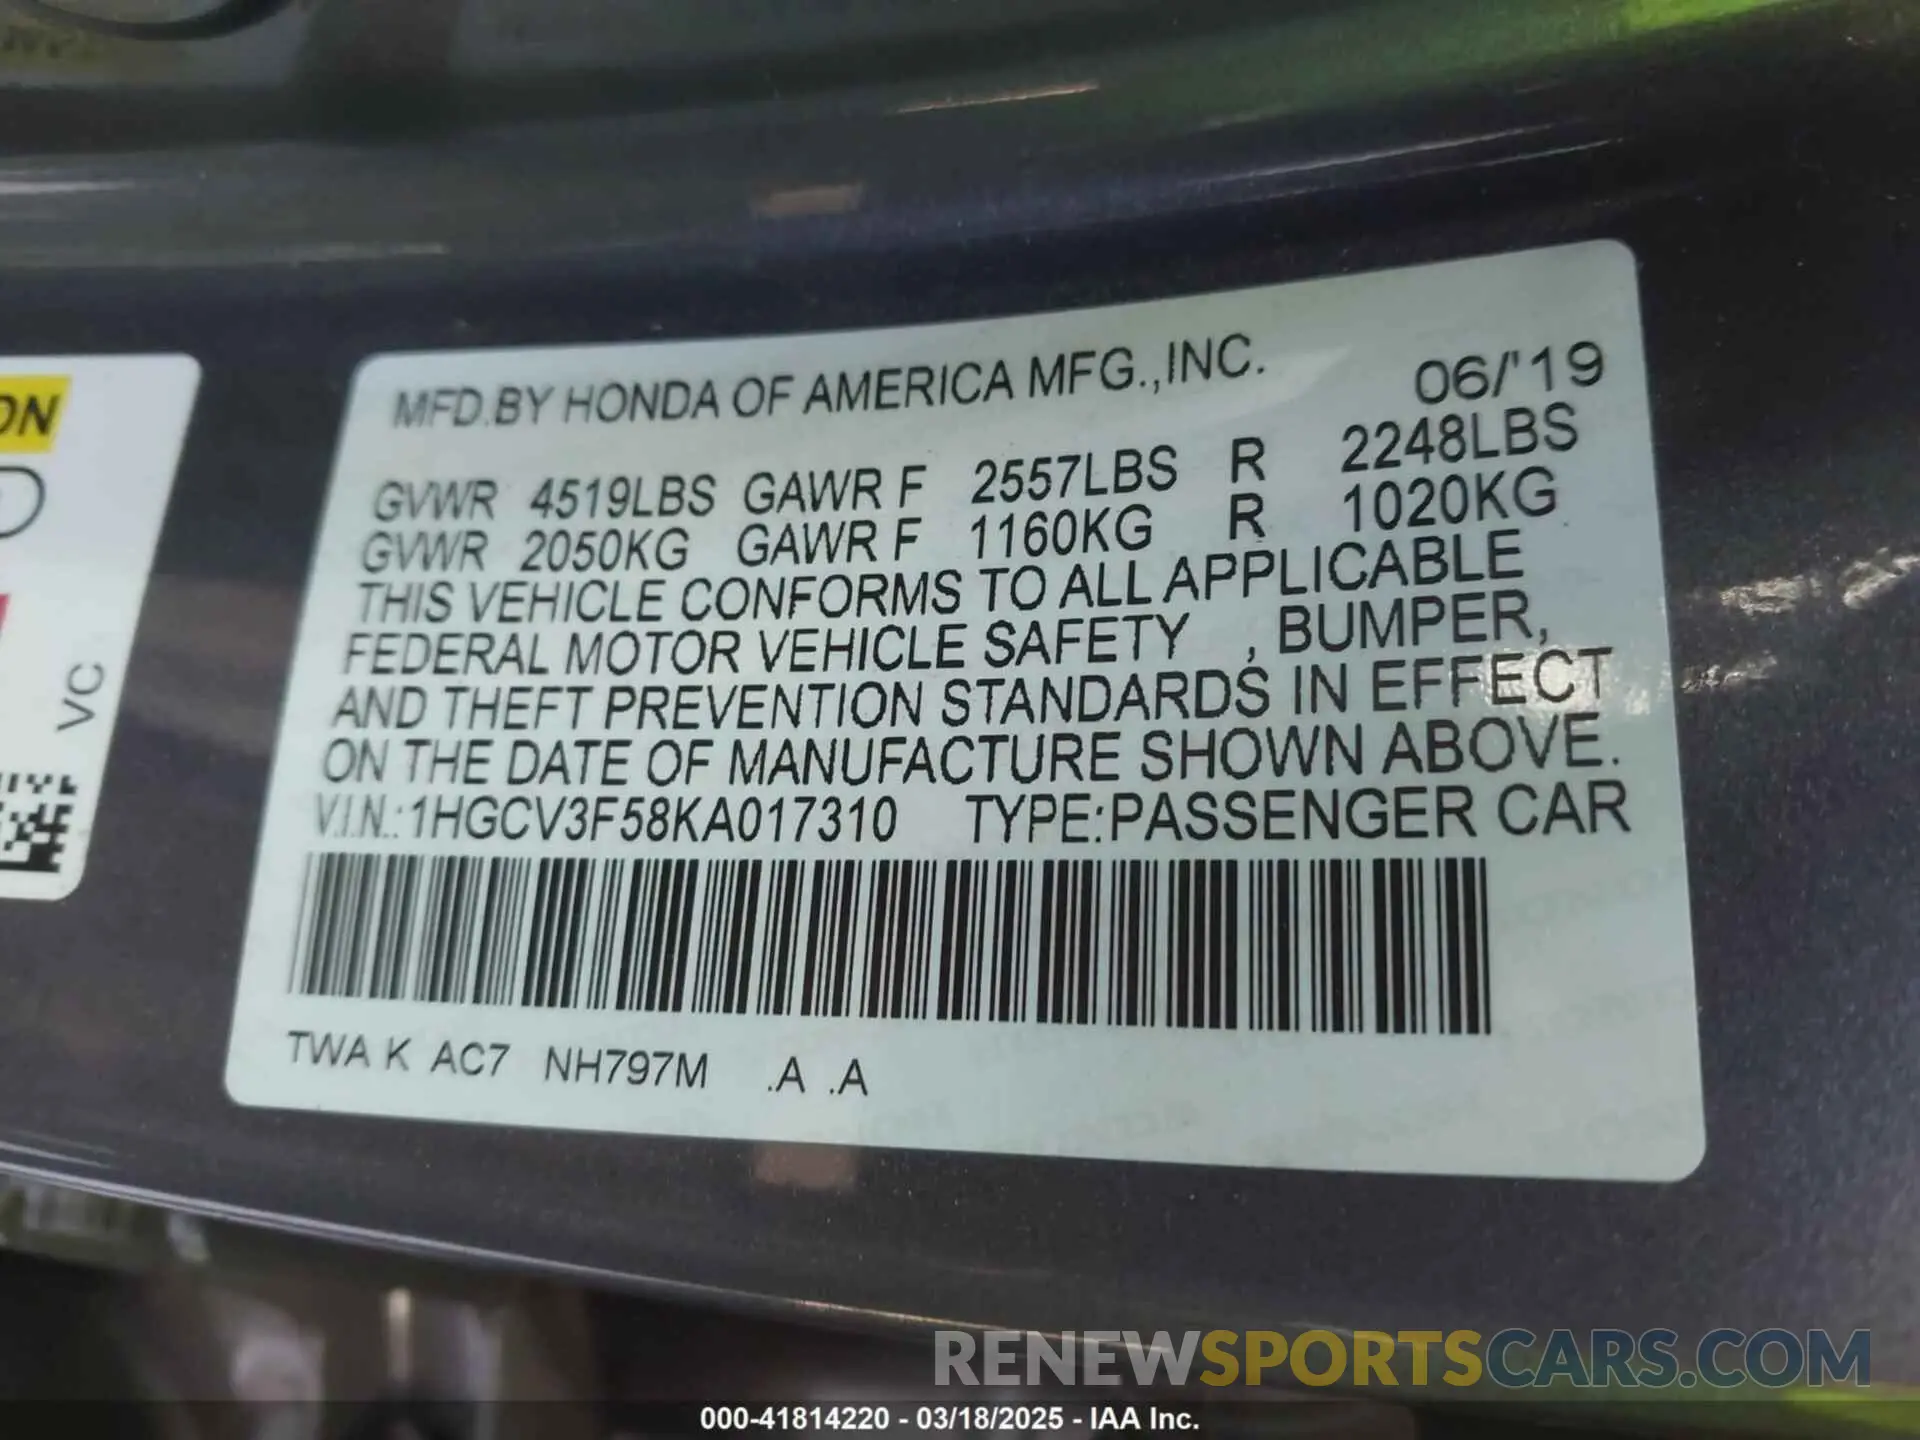 MFD.BY HONDA OF AMERICA MFG.,INC. 06/'19
GVWR 4519LBS GAWR F 2557LBS R 2248LBS
GVWR 2050KG GAWR F 1160KG R 1020KG
THIS VEHICLE CONFORMS TO ALL APPLICABLE
FEDERAL MOTOR VEHICLE SAFETY , BUMPER,
AND THEFT PREVENTION STANDARDS IN EFFECT
ON THE DATE OF MANUFACTURE SHOWN ABOVE.
V.I.N.:1HGCV3F58KA017310 TYPE:PASSENGER CAR
TWA K AC7 NH797M .A .A
ON
VC
RENEWSPORTSCARS.COM
000-41814220 - 03/18/2025 - IAA Inc.